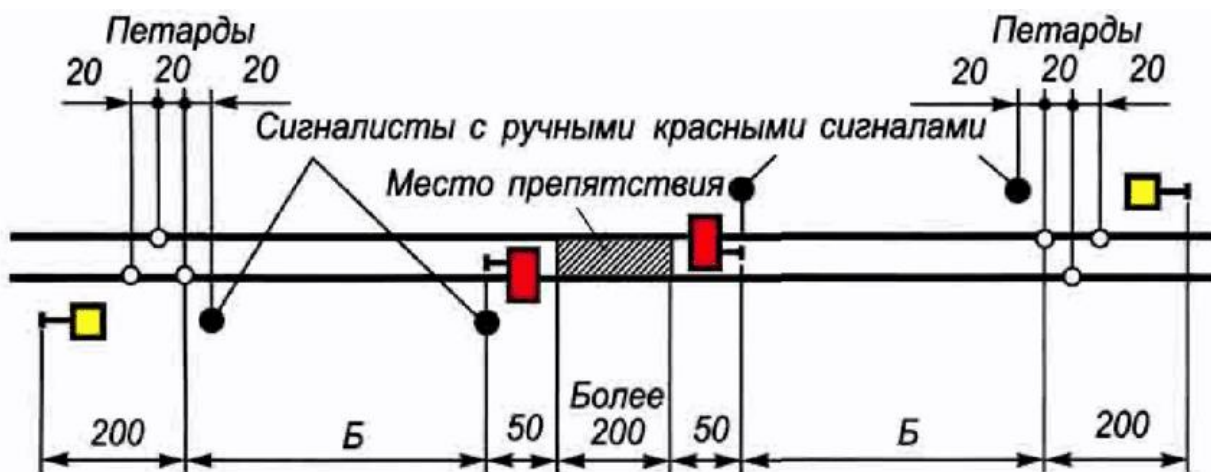 Петарды Петарды
20 20 20 20 20 20
Сигналисты с ручными красными сигналами
Место препятствия
Более
200 Б 50 200 50 Б 200